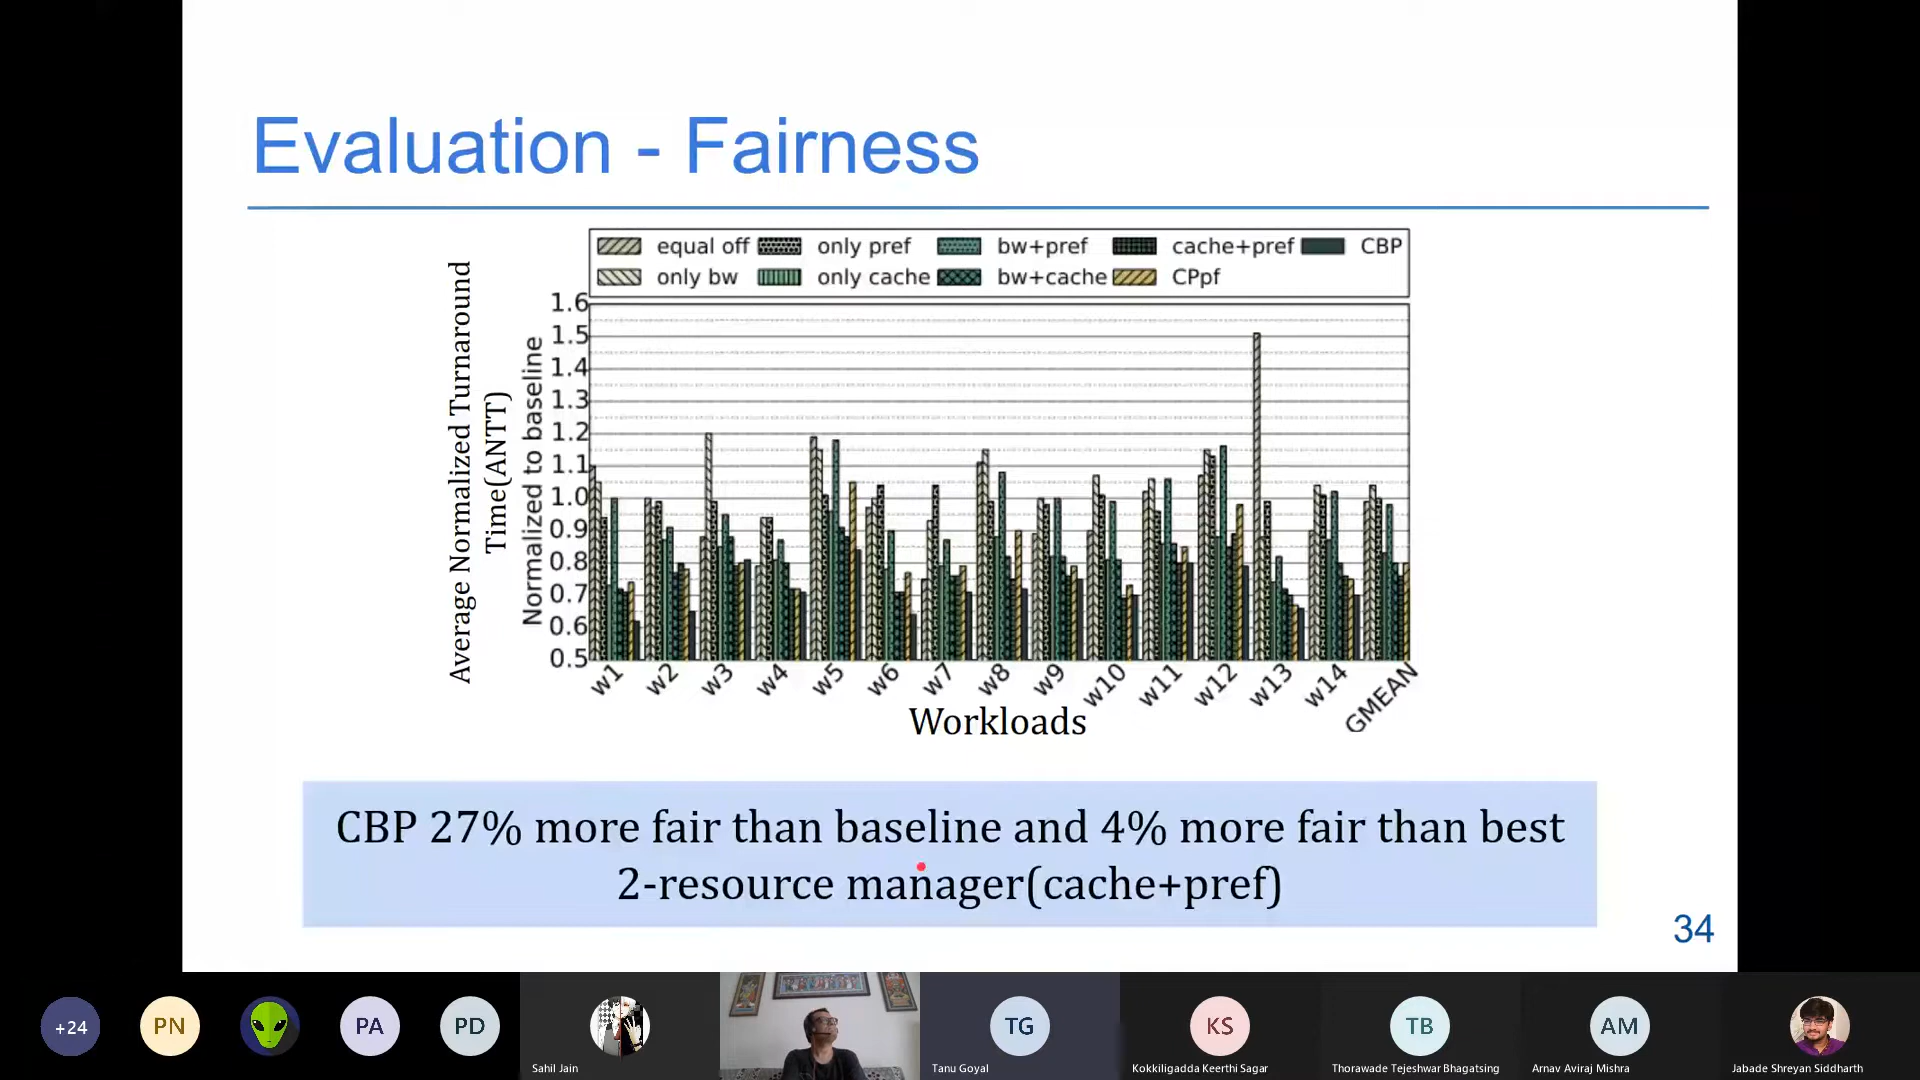 Evaluation - Fairness
equal off only pref bw+pref cache+pref CBP
only bw only cache bw+cache CPpf
Average Normalized Turnaround
Time(ANTT)
Normalized to baseline
1.6
1.5
1.4
1.3
1.2
1.1
1.0
0.9
0.8
0.7
0.6
0.5
w1 w2 w3 w4 w5 w6 w7 w8 w9 w10 w11 w12 w13 w14 GMEAN
Workloads
CBP 27% more fair than baseline and 4% more fair than best
2-resource manager(cache+pref)
34
+24 PN PA PD TG KS TB AM
Sahil Jain Tanu Goyal Kokkiligadda Keerthi Sagar Thorawade Tejeshwar Bhagatsing Arnav Aviraj Mishra Jabade Shreyan Siddharth